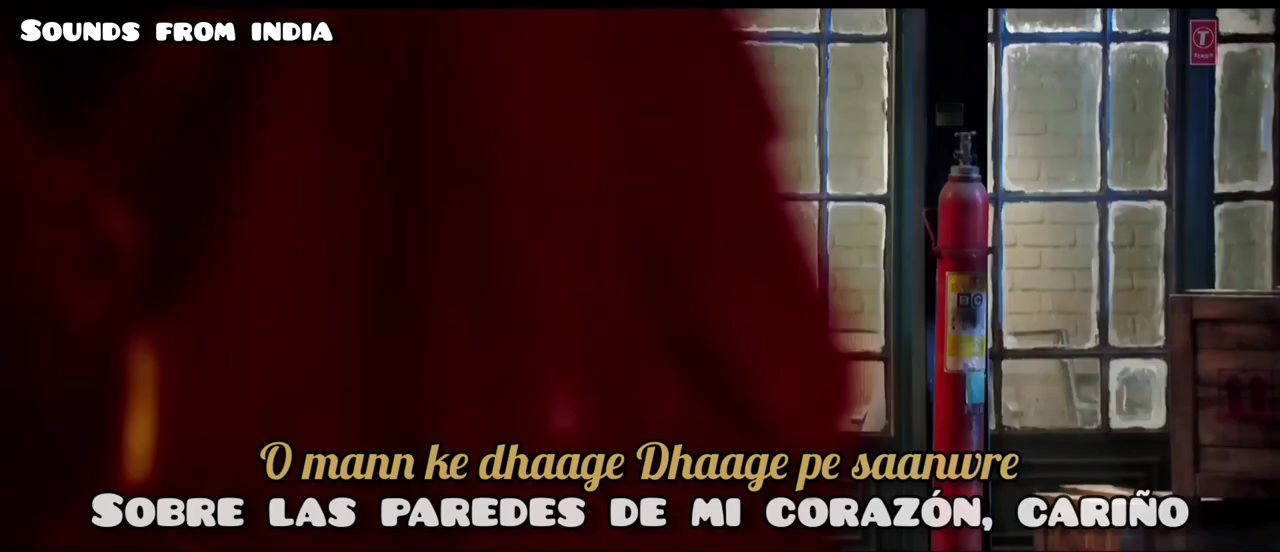 Sounds from india
T
B C
O mann ke dhaage Dhaage pe saanwre
Sobre las paredes de mi corazón, cariño